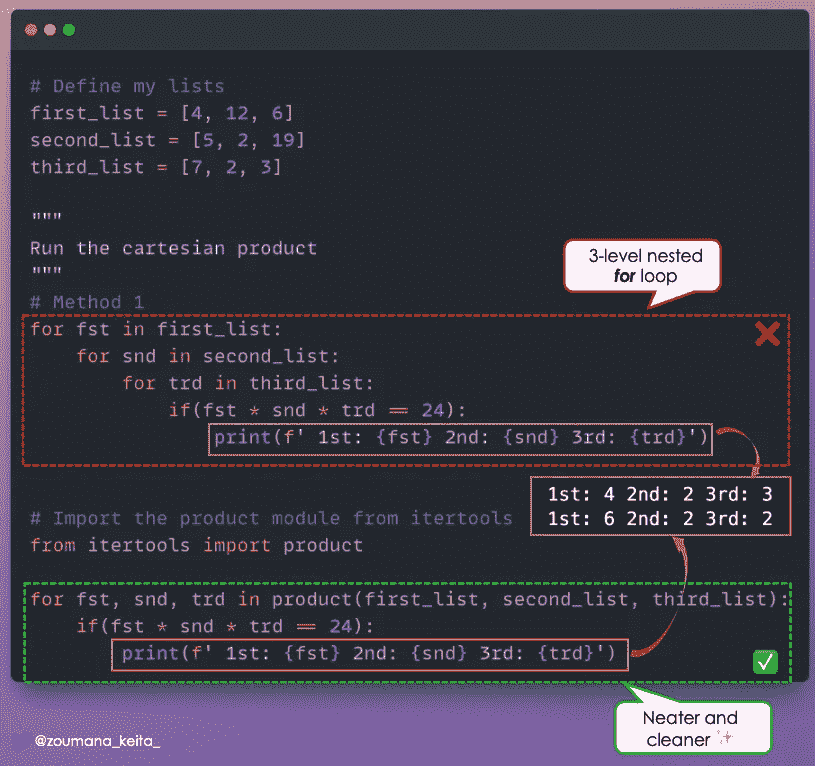 # Define my lists
first_list = [4, 12, 6]
second_list = [5, 2, 19]
third_list = [7, 2, 3]
"""
Run the cartesian product
"""
3-level nested
for loop
# Method 1
for fst in first_list:
    for snd in second_list:
        for trd in third_list:
            if(fst * snd * trd == 24):
                print(f' 1st: {fst} 2nd: {snd} 3rd: {trd}')
1st: 4 2nd: 2 3rd: 3
1st: 6 2nd: 2 3rd: 2
# Import the product module from itertools
from itertools import product
for fst, snd, trd in product(first_list, second_list, third_list):
    if(fst * snd * trd == 24):
        print(f' 1st: {fst} 2nd: {snd} 3rd: {trd}')
Neater and
cleaner ✨
@zoumana_keita_